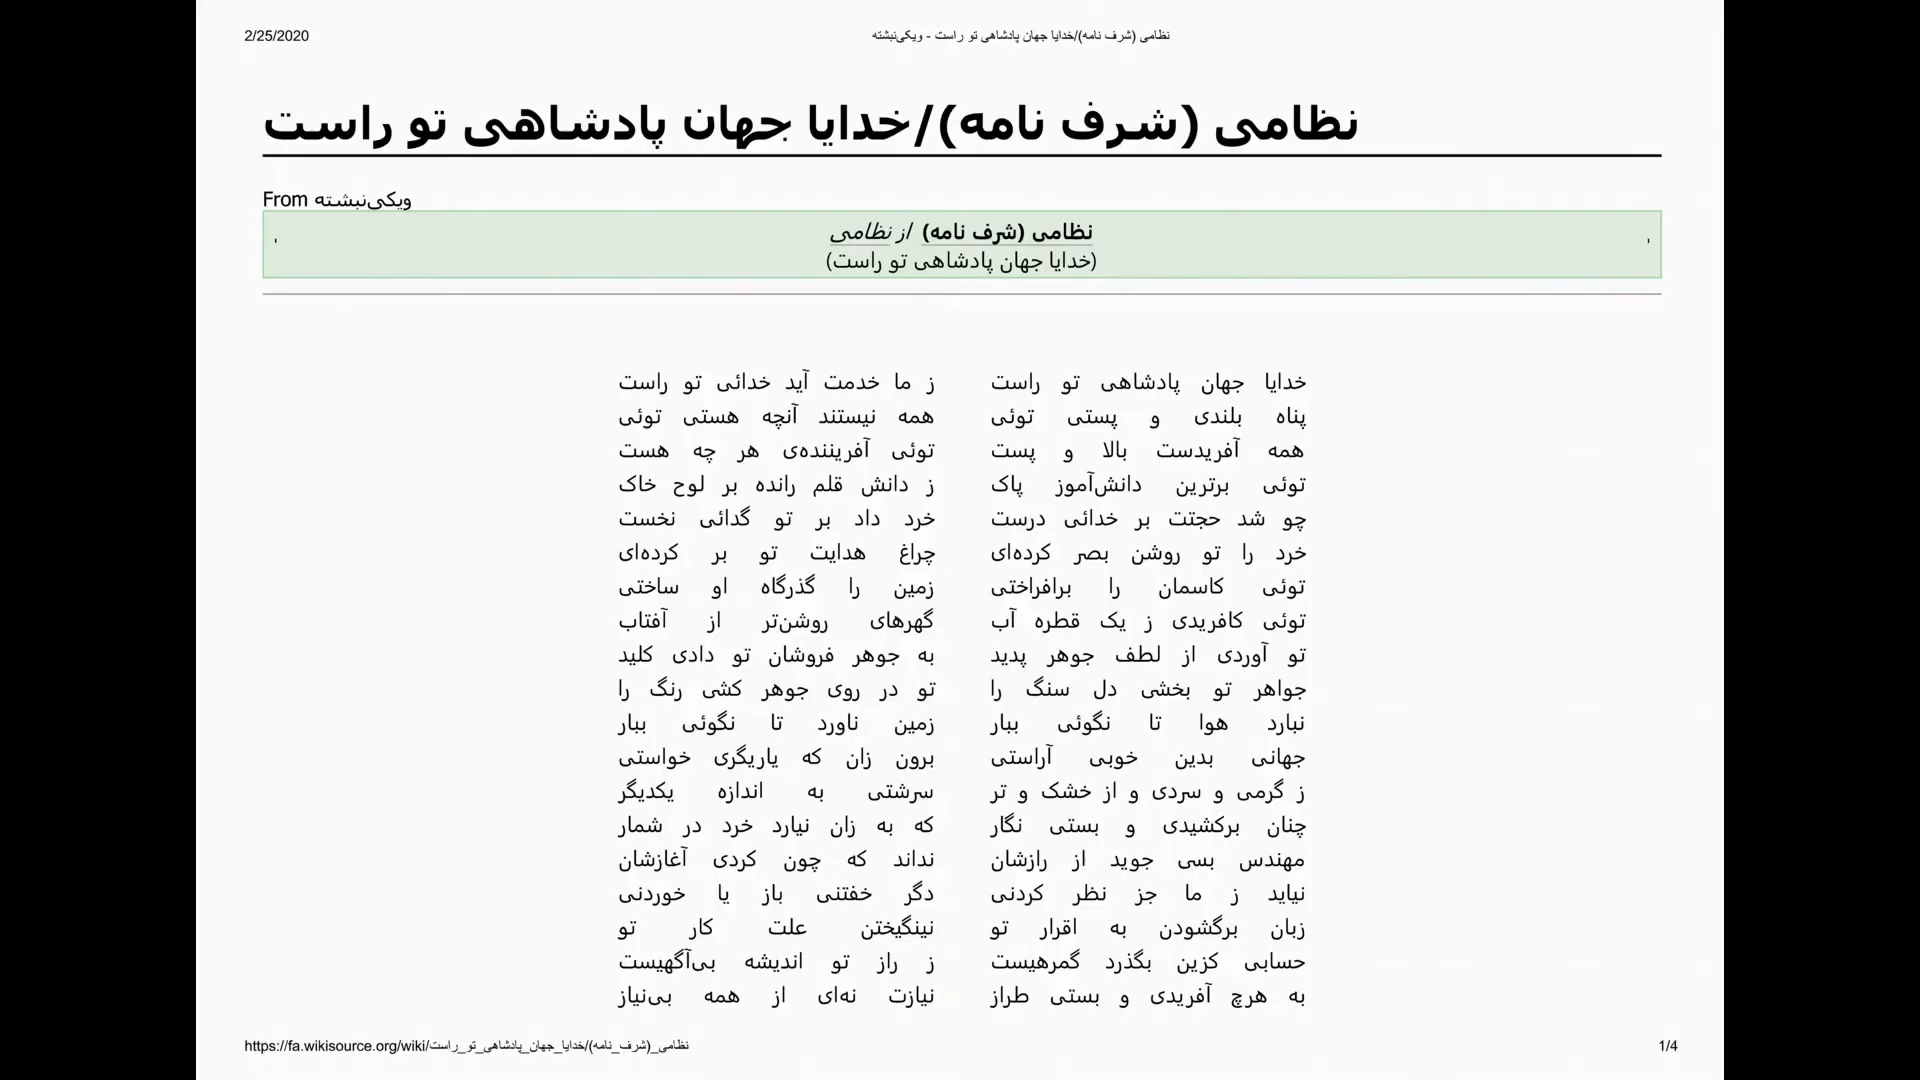 2/25/2020 نظامی (شرف نامه)/خدایا جهان پادشاهی تو راست - ویکی‌نبشته
نظامی (شرف نامه)/خدایا جهان پادشاهی تو راست
From ویکی‌نبشته
' نظامی (شرف نامه) از نظامی '
(خدایا جهان پادشاهی تو راست)
خدایا جهان پادشاهی تو راست ز ما خدمت آید خدائی تو راست
پناه بلندی و پستی توئی همه نیستند آنچه هستی توئی
همه آفریدست بالا و پست توئی آفریننده‌ی هر چه هست
توئی برترین دانش‌آموز پاک ز دانش قلم رانده بر لوح خاک
چو شد حجتت بر خدائی درست خرد داد بر تو گدائی نخست
خرد را تو روشن بصر کرده‌ای چراغ هدایت تو بر کرده‌ای
توئی کاسمان را برافراختی زمین را گذرگاه او ساختی
توئی کافریدی ز یک قطره آب گهرهای روشن‌تر از آفتاب
تو آوردی از لطف جوهر پدید به جوهر فروشان تو دادی کلید
جواهر تو بخشی دل سنگ را تو در روی جوهر کشی رنگ را
نبارد هوا تا نگوئی ببار زمین ناورد تا نگوئی ببار
جهانی بدین خوبی آراستی برون زان که یاریگری خواستی
ز گرمی و سردی و از خشک و تر سرشتی به اندازه یکدیگر
چنان برکشیدی و بستی نگار که به زان نیارد خرد در شمار
مهندس بسی جوید از رازشان نداند که چون کردی آغازشان
نیاید ز ما جز نظر کردنی دگر خفتنی باز یا خوردنی
زبان برگشودن به اقرار تو نینگیختن علت کار تو
حسابی کزین بگذرد گمرهیست ز راز تو اندیشه بی‌آگهیست
به هرچ آفریدی و بستی طراز نیازت نه‌ای از همه بی‌نیاز
https://fa.wikisource.org/wiki/نظامی_(شرف_نامه)/خدایا_جهان_پادشاهی_تو_راست 1/4